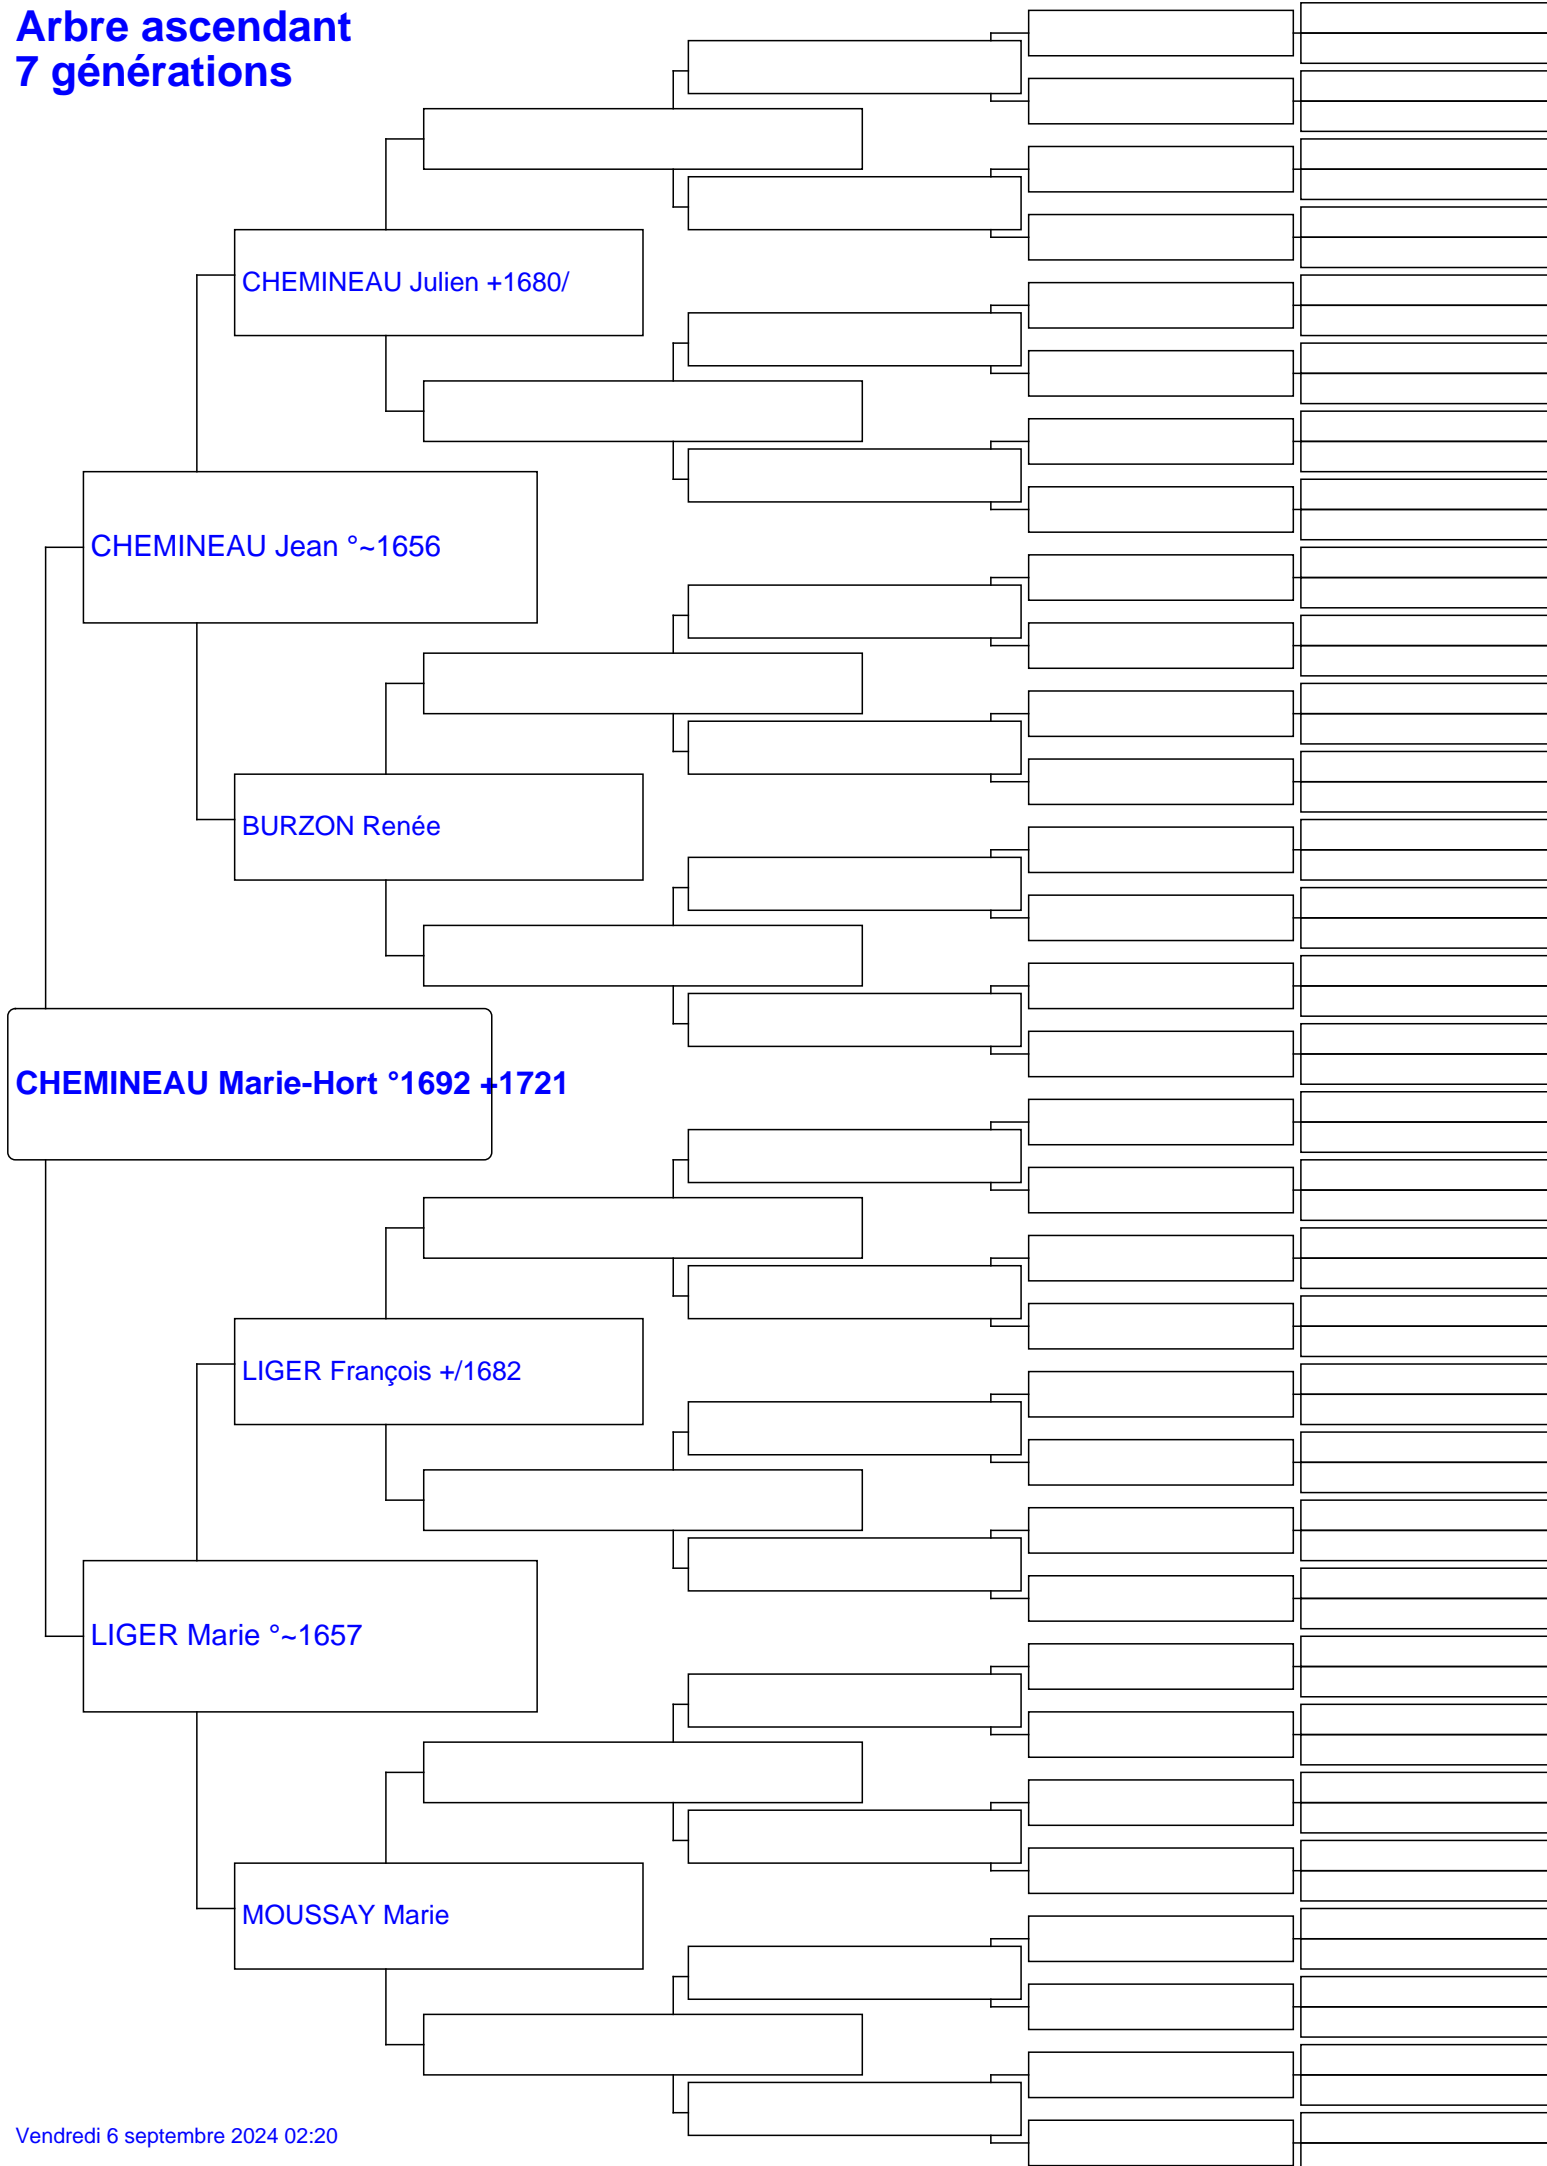 Arbre ascendant
7 générations
CHEMINEAU Julien +1680/
CHEMINEAU Jean °~1656
BURZON Renée
CHEMINEAU Marie-Hort °1692 +1721
LIGER François +/1682
LIGER Marie °~1657
MOUSSAY Marie
Vendredi 6 septembre 2024 02:20